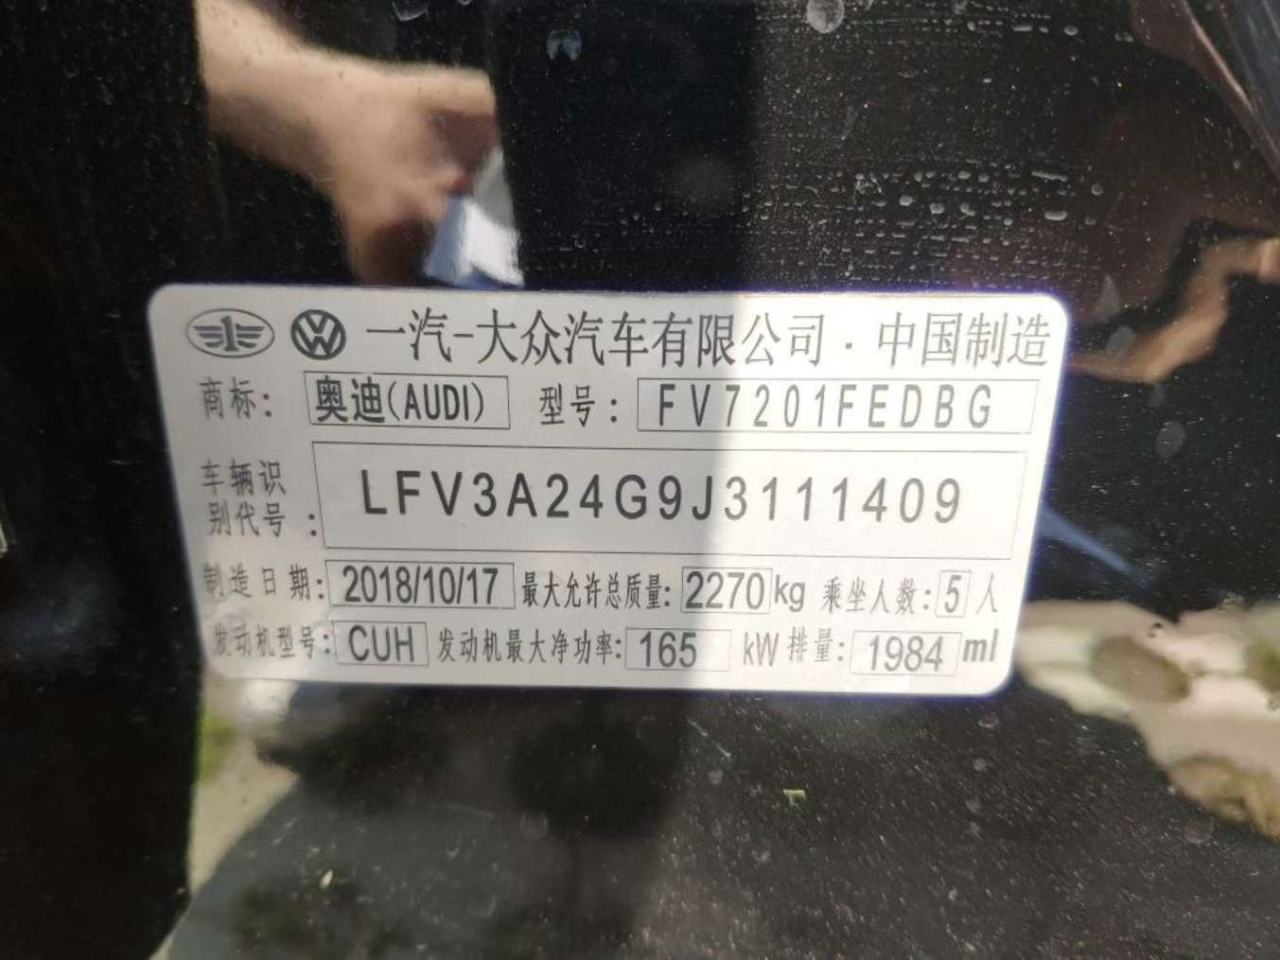 一汽-大众汽车有限公司·中国制造
商标: 奥迪(AUDI) 型号: FV7201FEDBG
车辆识
别代号: LFV3A24G9J3111409
制造日期: 2018/10/17 最大允许总质量: 2270kg 乘坐人数: 5人
发动机型号: CUH 发动机最大净功率: 165 kW 排量: 1984 ml